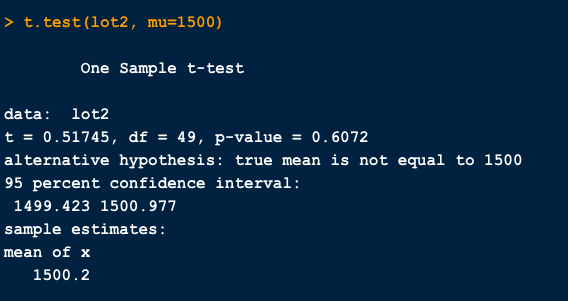 > t.test(lot2, mu=1500)
One Sample t-test
data:  lot2
t = 0.51745, df = 49, p-value = 0.6072
alternative hypothesis: true mean is not equal to 1500
95 percent confidence interval:
1499.423 1500.977
sample estimates:
mean of x
1500.2